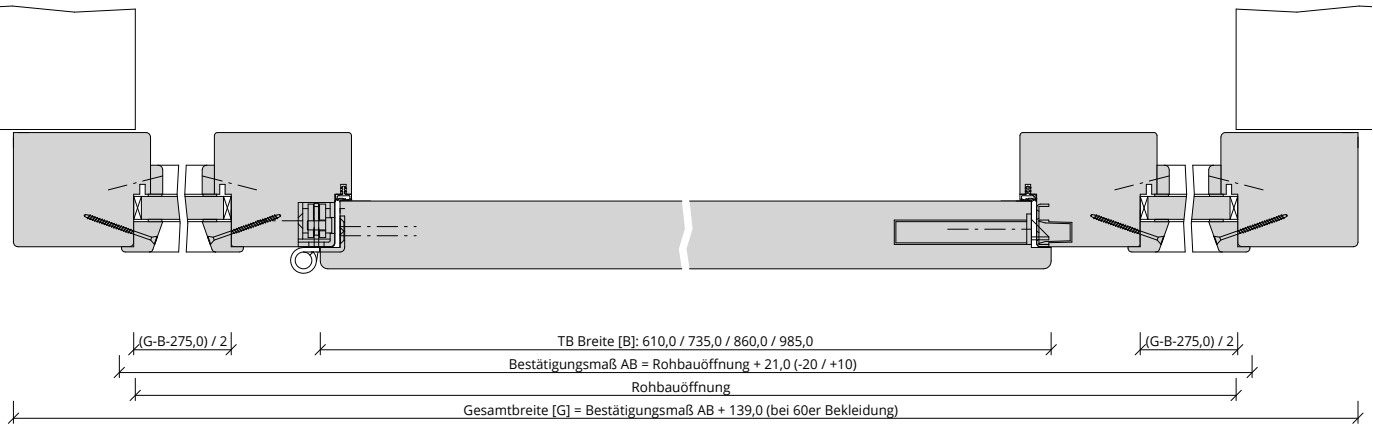 (G-B-275,0) / 2 TB Breite [B]: 610,0 / 735,0 / 860,0 / 985,0 (G-B-275,0) / 2
Bestätigungsmaß AB = Rohbauöffnung + 21,0 (-20 / +10)
Rohbauöffnung
Gesamtbreite [G] = Bestätigungsmaß AB + 139,0 (bei 60er Bekleidung)